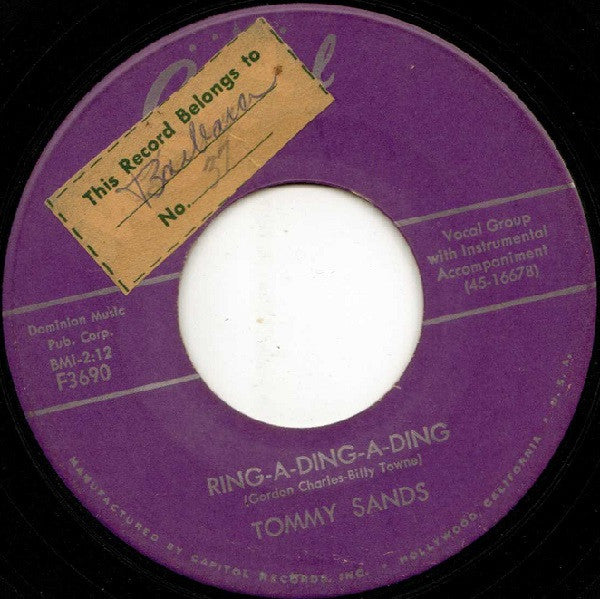 This Record Belongs to
Barbara
No. 57
Vocal Group
with Instrumental
Accompaniment
(45-16678)
Dominion Music
Pub. Corp.
BMI-2:12
F3690
RING-A-DING-A-DING
(Gordon Charles-Billy Towne)
TOMMY SANDS
MANUFACTURED BY CAPITOL RECORDS, INC. • HOLLYWOOD, CALIFORNIA • U.S.A.